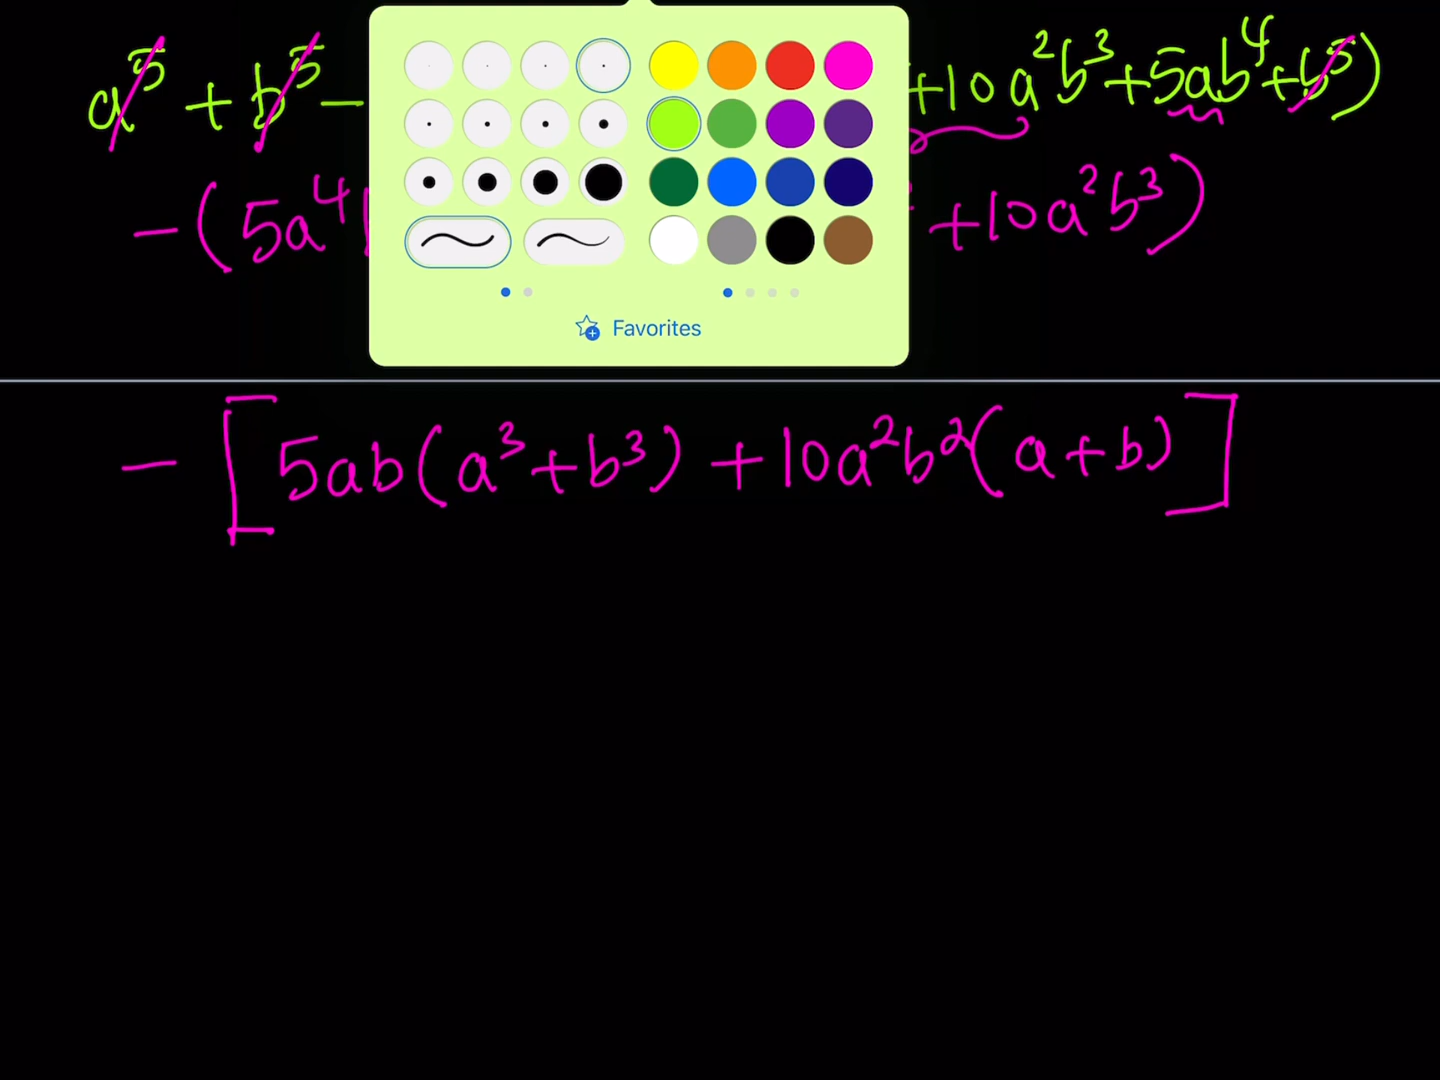 a⁵ + b⁵ − +10a²b³+5ab⁴+b⁵)
−(5a⁴ +10a²b³)
Favorites
− [5ab(a³+b³) +10a²b²(a+b)]